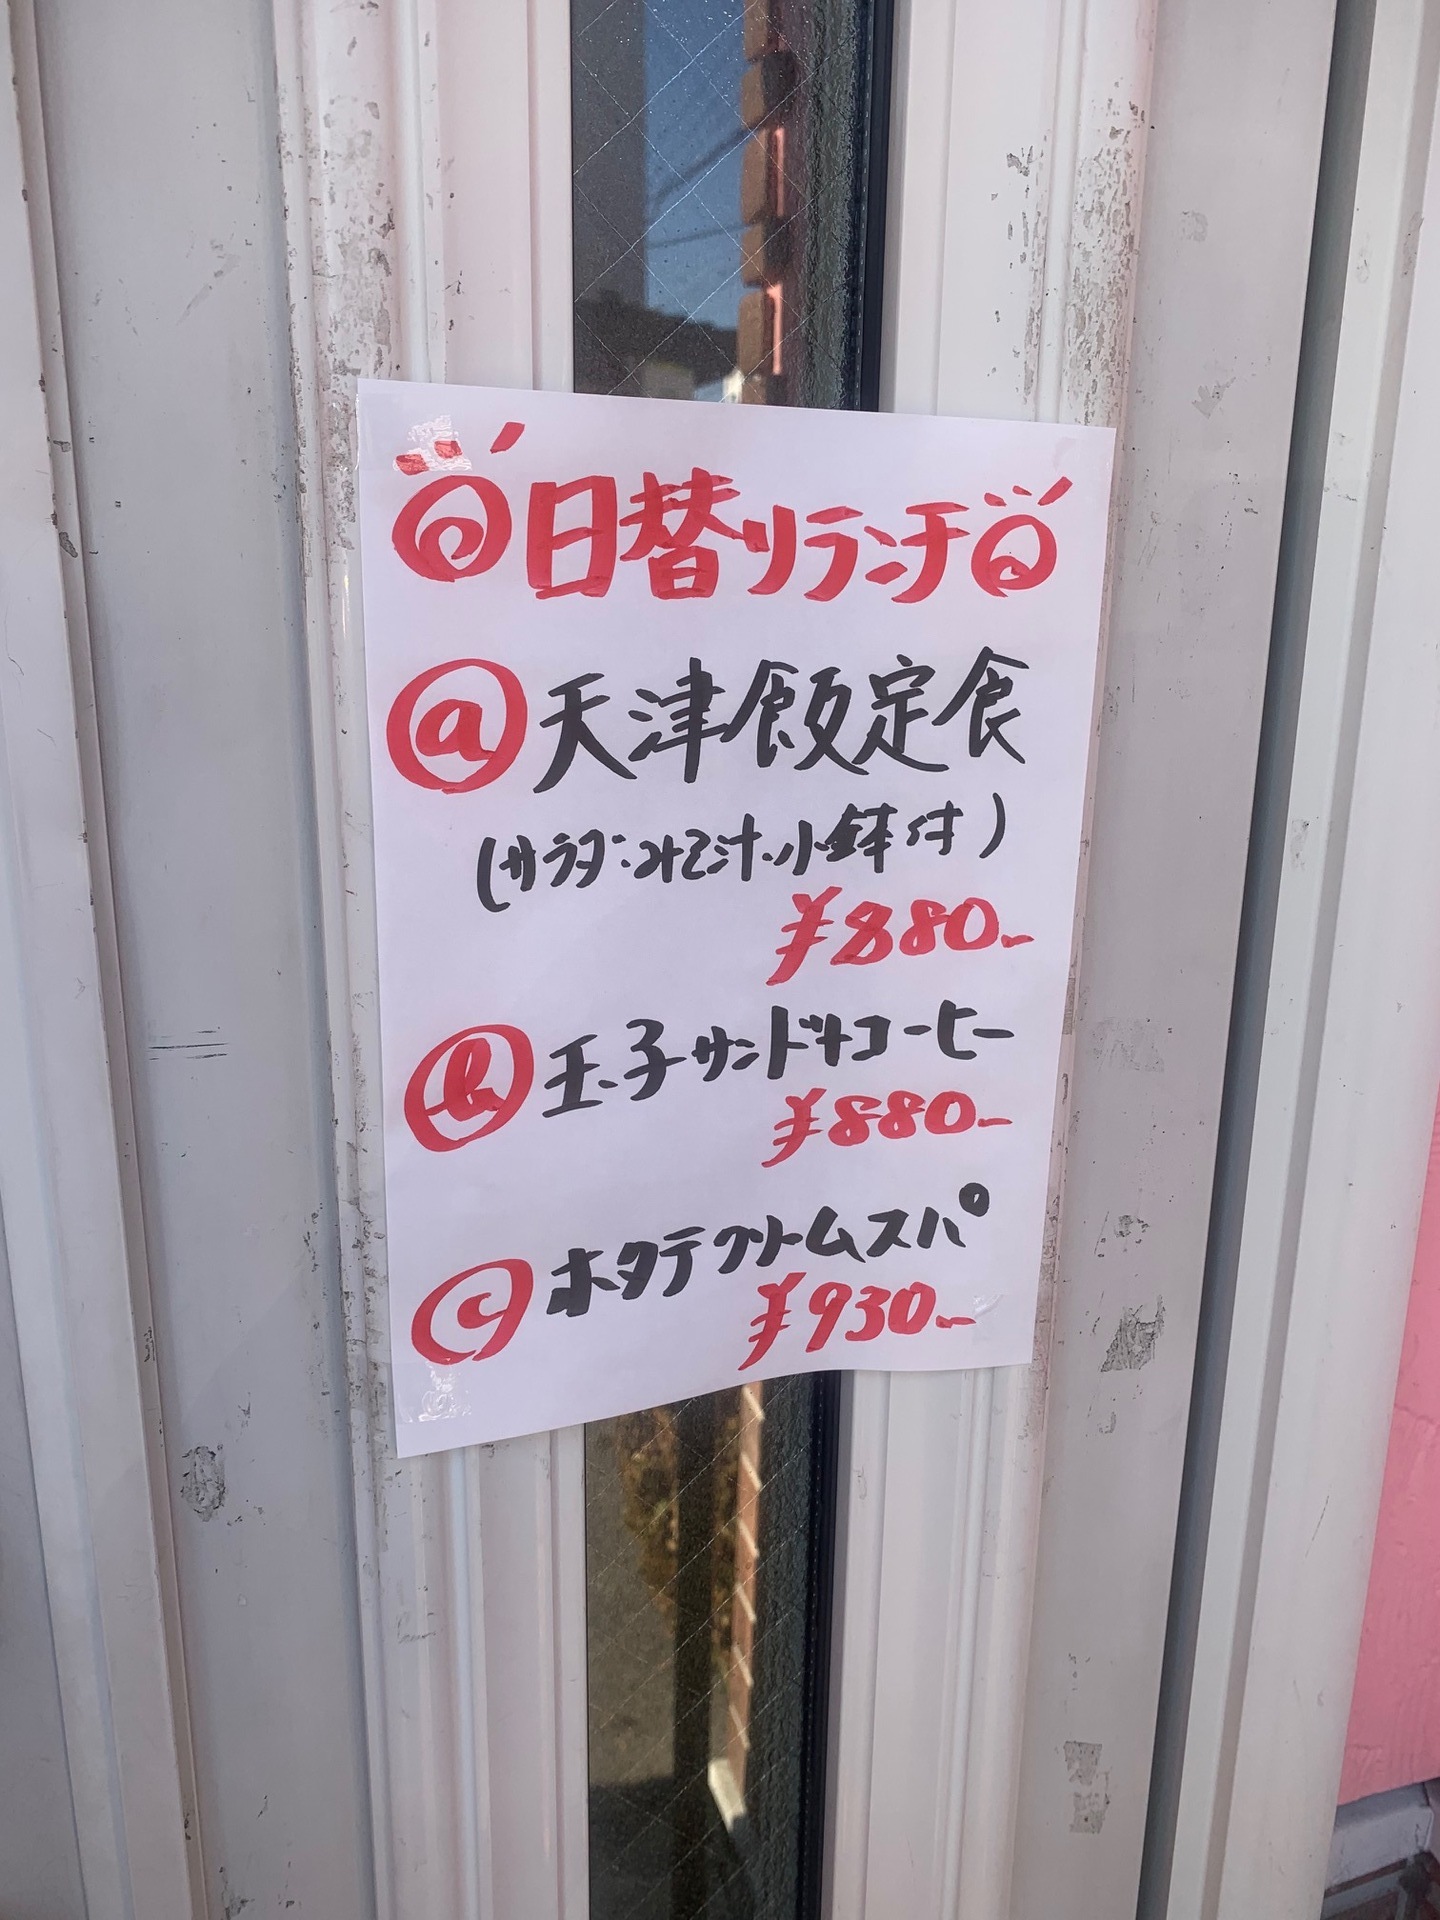 日替りランチ
ⓐ天津飯定食
(サラダ・みそ汁・小鉢付)
¥880-
ⓑ玉子サンドとコーヒー
¥880-
ⓒホタテクリームスパ
¥930-